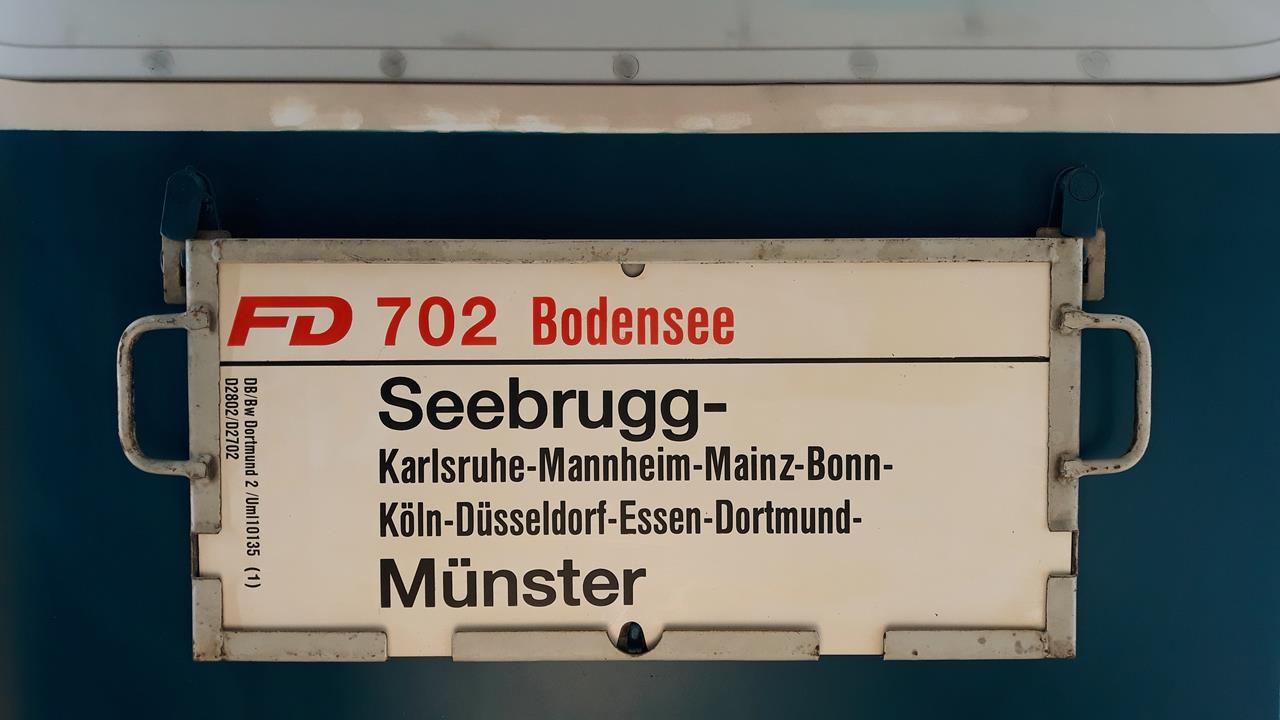 FD 702 Bodensee
Seebrugg-
Karlsruhe-Mannheim-Mainz-Bonn-
Köln-Düsseldorf-Essen-Dortmund-
Münster
DB/Bw Dortmund 2 /Uml10135 (1)
D2802/D2702